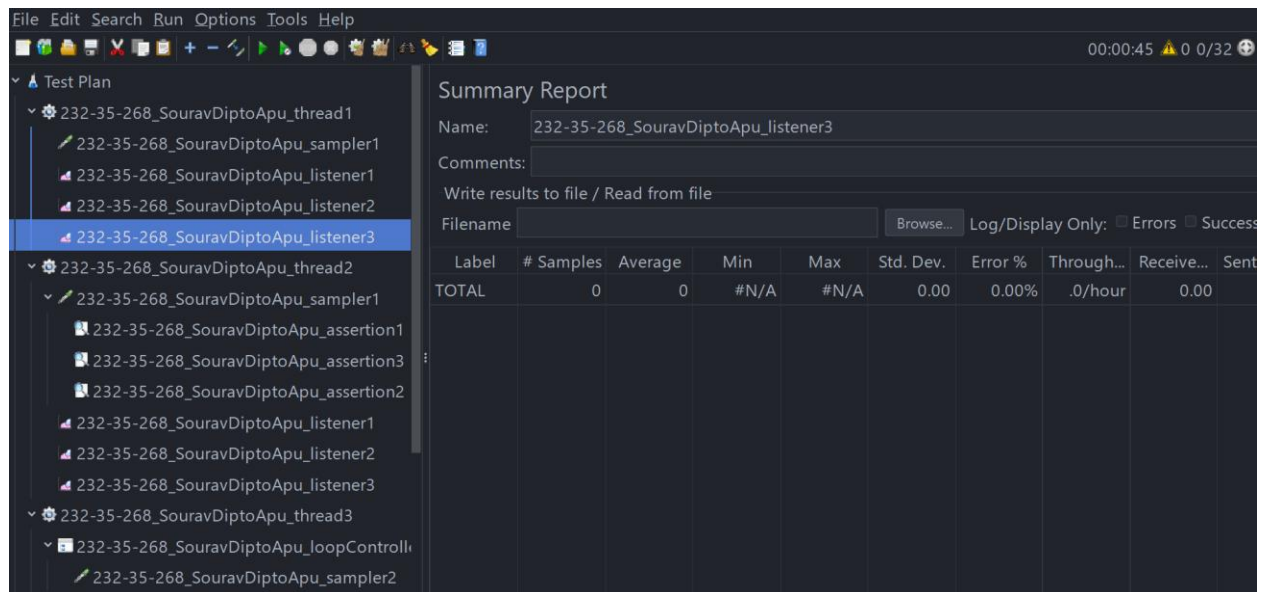 File Edit Search Run Options Tools Help
00:00:45 0 0/32
Test Plan
232-35-268_SouravDiptoApu_thread1
232-35-268_SouravDiptoApu_sampler1
232-35-268_SouravDiptoApu_listener1
232-35-268_SouravDiptoApu_listener2
232-35-268_SouravDiptoApu_listener3
232-35-268_SouravDiptoApu_thread2
232-35-268_SouravDiptoApu_sampler1
232-35-268_SouravDiptoApu_assertion1
232-35-268_SouravDiptoApu_assertion3
232-35-268_SouravDiptoApu_assertion2
232-35-268_SouravDiptoApu_listener1
232-35-268_SouravDiptoApu_listener2
232-35-268_SouravDiptoApu_listener3
232-35-268_SouravDiptoApu_thread3
232-35-268_SouravDiptoApu_loopControlle
232-35-268_SouravDiptoApu_sampler2
Summary Report
Name: 232-35-268_SouravDiptoApu_listener3
Comments:
Write results to file / Read from file
Filename Browse... Log/Display Only: Errors Success
Label # Samples Average Min Max Std. Dev. Error % Through... Receive... Sent
TOTAL 0 0 #N/A #N/A 0.00 0.00% .0/hour 0.00